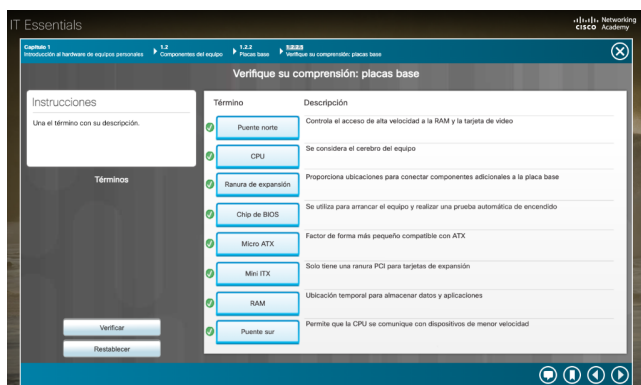 IT Essentials
Networking
CISCO Academy
Capítulo 1
Introducción al hardware de equipos personales
1.2
Componentes del equipo
1.2.2
Placas base
Verifique su comprensión: placas base
Verifique su comprensión: placas base
Instrucciones
Una el término con su descripción.
Términos
Verificar
Restablecer
Término Descripción
Puente norte Controla el acceso de alta velocidad a la RAM y la tarjeta de video
CPU Se considera el cerebro del equipo
Ranura de expansión Proporciona ubicaciones para conectar componentes adicionales a la placa base
Chip de BIOS Se utiliza para arrancar el equipo y realizar una prueba automática de encendido
Micro ATX Factor de forma más pequeño compatible con ATX
Mini ITX Solo tiene una ranura PCI para tarjetas de expansión
RAM Ubicación temporal para almacenar datos y aplicaciones
Puente sur Permite que la CPU se comunique con dispositivos de menor velocidad